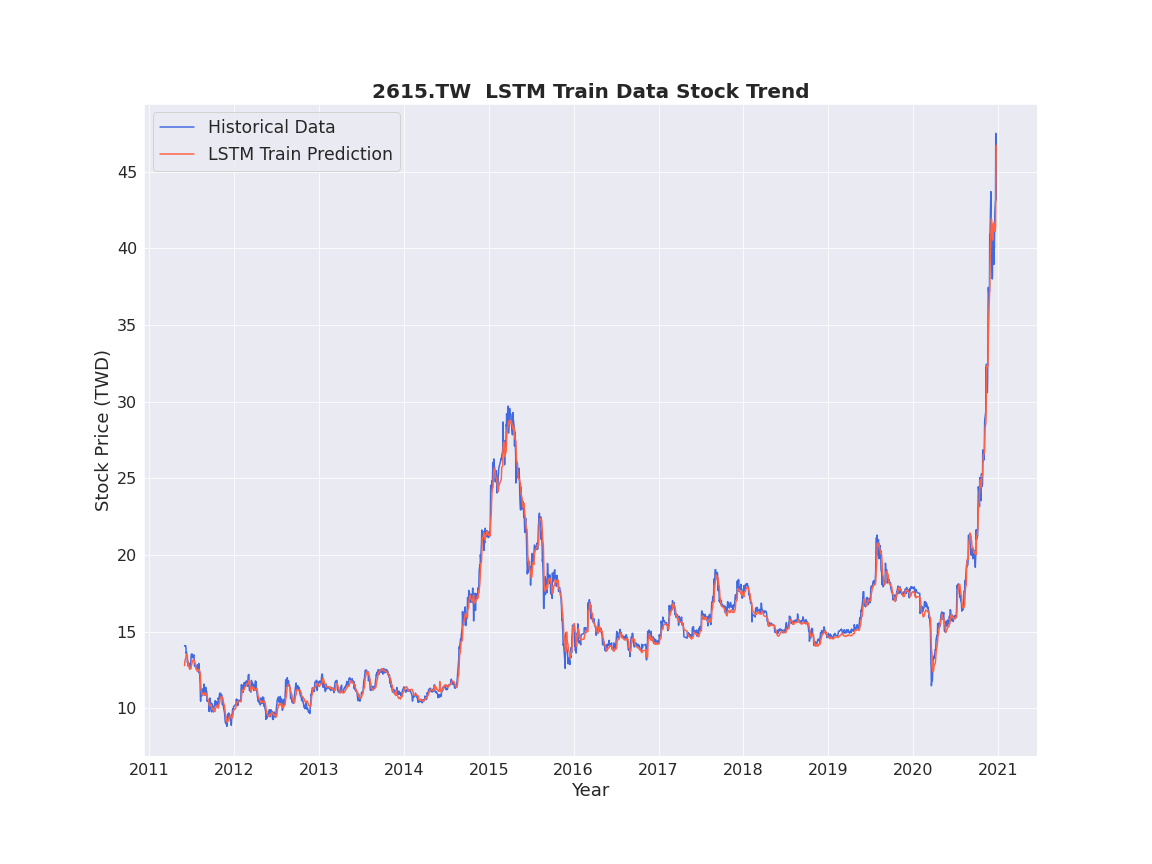 2615.TW  LSTM Train Data Stock Trend
Historical Data
LSTM Train Prediction
Stock Price (TWD)
45
40
35
30
25
20
15
10
2011 2012 2013 2014 2015 2016 2017 2018 2019 2020 2021
Year